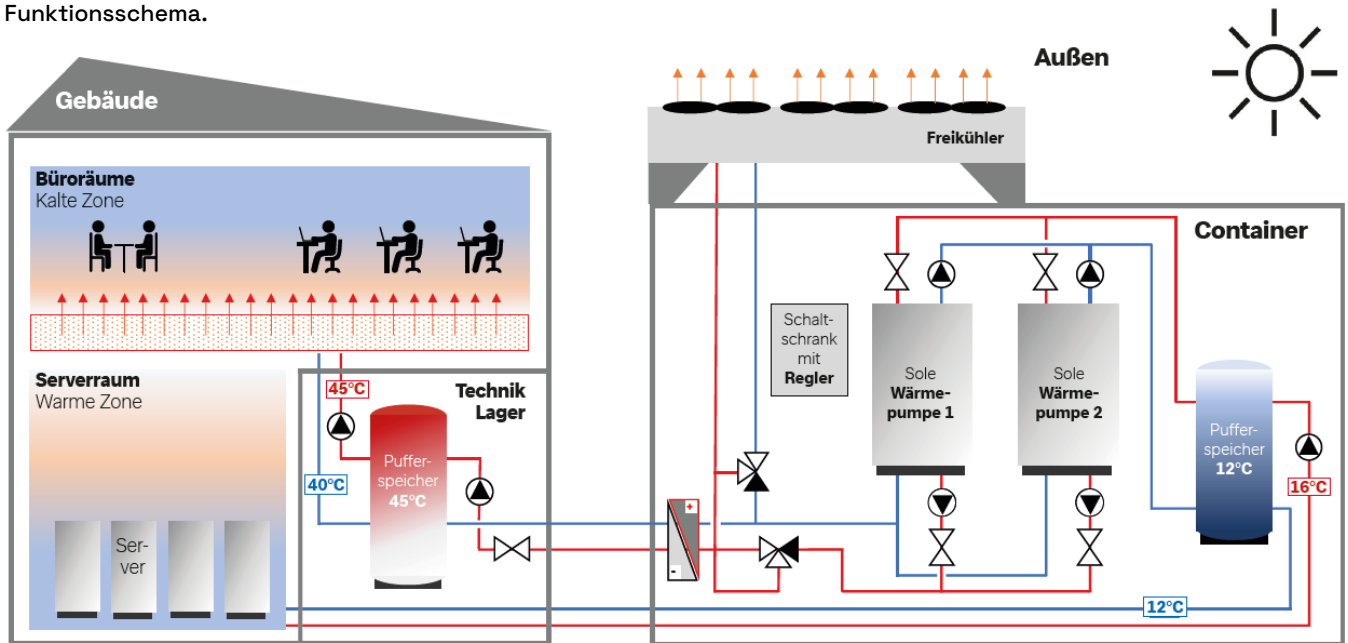 Funktionsschema.
Außen
Gebäude
Freikühler
Büroräume
Kalte Zone
Container
Schalt-
schrank
mit
Regler
Sole
Wärme-
pumpe 1
Sole
Wärme-
pumpe 2
Serverraum
Warme Zone
45°C
Technik
Lager
Puffer-
speicher
45°C
40°C
Puffer-
speicher
12°C
16°C
Ser-
ver
+
-
12°C